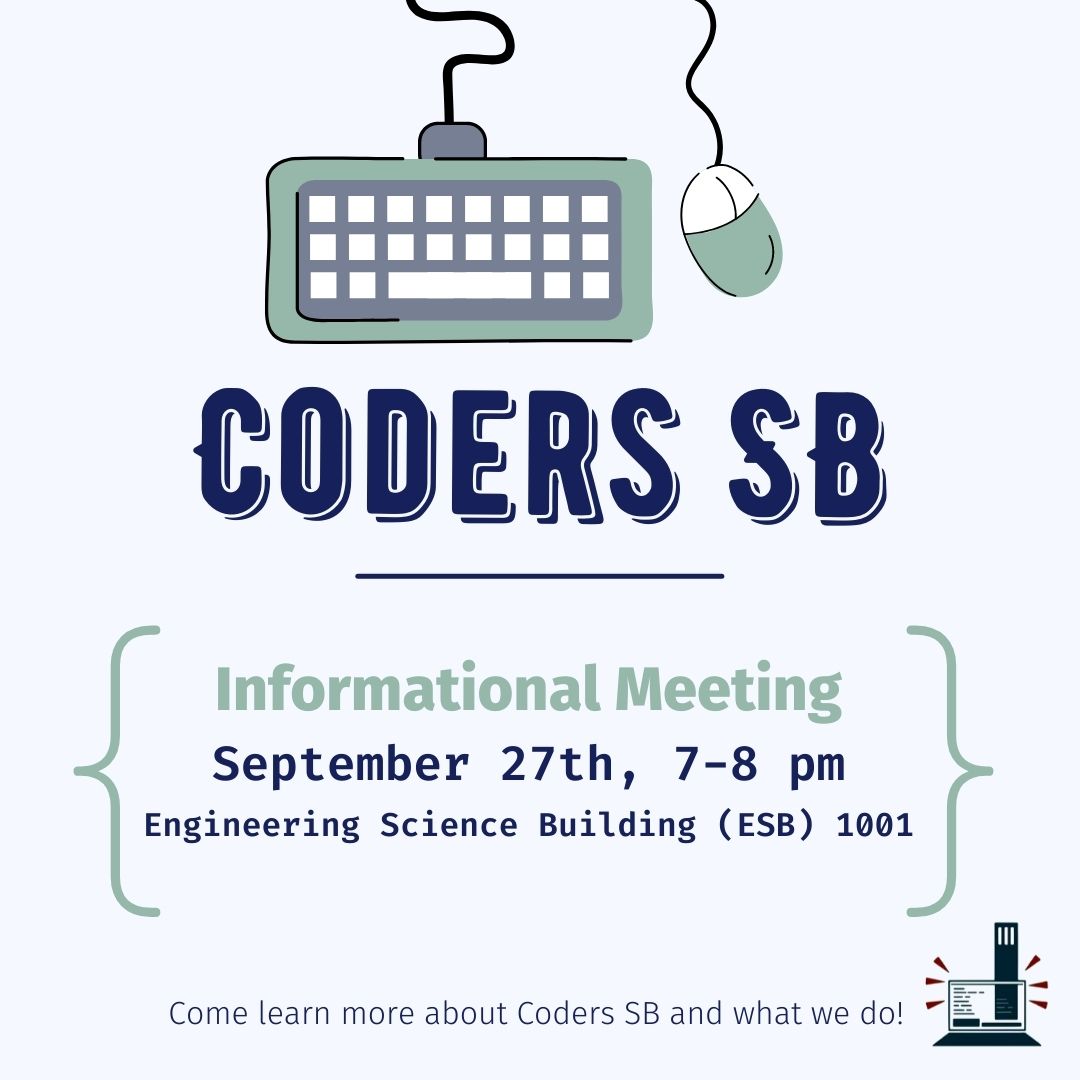 CODERS SB
Informational Meeting
September 27th, 7-8 pm
Engineering Science Building (ESB) 1001
Come learn more about Coders SB and what we do!